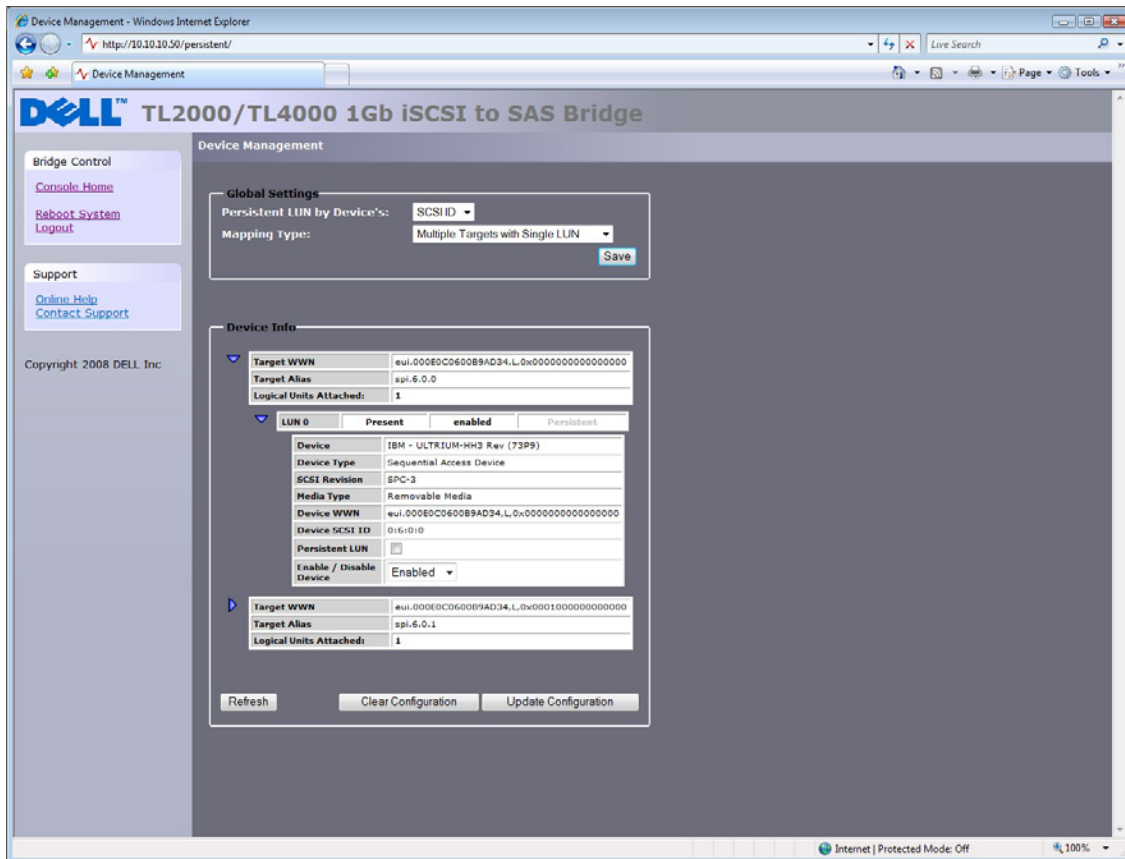 Device Management - Windows Internet Explorer
http://10.10.10.50/persistent/
Live Search
Device Management
Page
Tools
DELL™ TL2000/TL4000 1Gb iSCSI to SAS Bridge
Device Management
Bridge Control
Console Home
Reboot System
Logout
Support
Online Help
Contact Support
Copyright 2008 DELL Inc
Global Settings
Persistent LUN by Device's: SCSI ID
Mapping Type: Multiple Targets with Single LUN
Save
Device Info
Target WWN eui.000E0C0600B9AD34,L,0x0000000000000000
Target Alias spi.6.0.0
Logical Units Attached: 1
LUN 0 Present enabled Persistent
Device IBM - ULTRIUM-HH3 Rev (73P9)
Device Type Sequential Access Device
SCSI Revision SPC-3
Media Type Removable Media
Device WWN eui.000E0C0600B9AD34,L,0x0000000000000000
Device SCSI ID 0:6:0:0
Persistent LUN
Enable / Disable
Device
Enabled
Target WWN eui.000E0C0600B9AD34,L,0x0001000000000000
Target Alias spi.6.0.1
Logical Units Attached: 1
Refresh Clear Configuration Update Configuration
Internet | Protected Mode: Off
100%